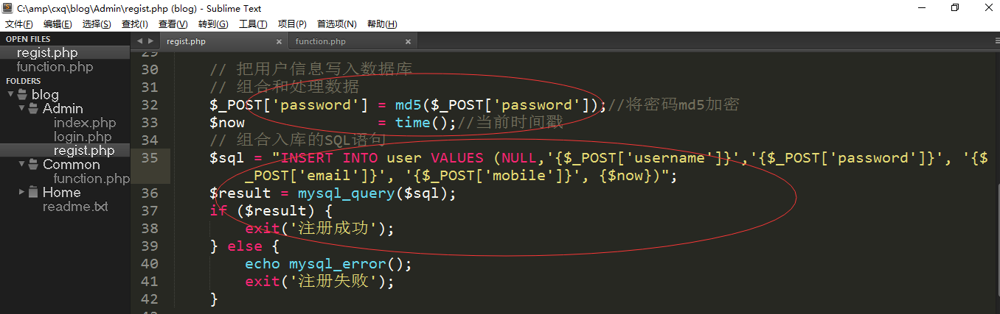 C:\amp\cxq\blog\Admin\regist.php (blog) - Sublime Text
文件(F) 编辑(E) 选择(S) 查找(I) 查看(V) 转到(G) 工具(T) 项目(P) 首选项(N) 帮助(H)
OPEN FILES
regist.php
function.php
FOLDERS
blog
Admin
index.php
login.php
regist.php
Common
function.php
Home
readme.txt
regist.php × function.php ×
29
30 // 把用户信息写入数据库
31 // 组合和处理数据
32 $_POST['password'] = md5($_POST['password']);//将密码md5加密
33 $now = time();//当前时间戳
34 // 组合入库的SQL语句
35 $sql = "INSERT INTO user VALUES (NULL,'{$_POST['username']}','{$_POST['password']}', '{$
_POST['email']}', '{$_POST['mobile']}', {$now})";
36 $result = mysql_query($sql);
37 if ($result) {
38 exit('注册成功');
39 } else {
40 echo mysql_error();
41 exit('注册失败');
42 }